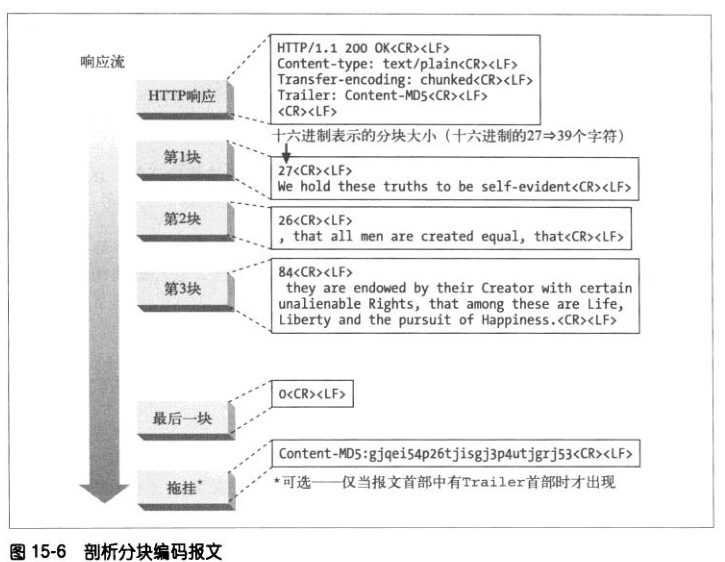 响应流
HTTP响应
HTTP/1.1 200 OK<CR><LF>
Content-type: text/plain<CR><LF>
Transfer-encoding: chunked<CR><LF>
Trailer: Content-MD5<CR><LF>
<CR><LF>
十六进制表示的分块大小（十六进制的27⇒39个字符）
第1块
27<CR><LF>
We hold these truths to be self-evident<CR><LF>
第2块
26<CR><LF>
, that all men are created equal, that<CR><LF>
第3块
84<CR><LF>
they are endowed by their Creator with certain
unalienable Rights, that among these are Life,
Liberty and the pursuit of Happiness.<CR><LF>
最后一块
0<CR><LF>
拖挂*
Content-MD5:gjqei54p26tjisgj3p4utjgrj53<CR><LF>
*可选——仅当报文首部中有Trailer首部时才出现
图 15-6 剖析分块编码报文